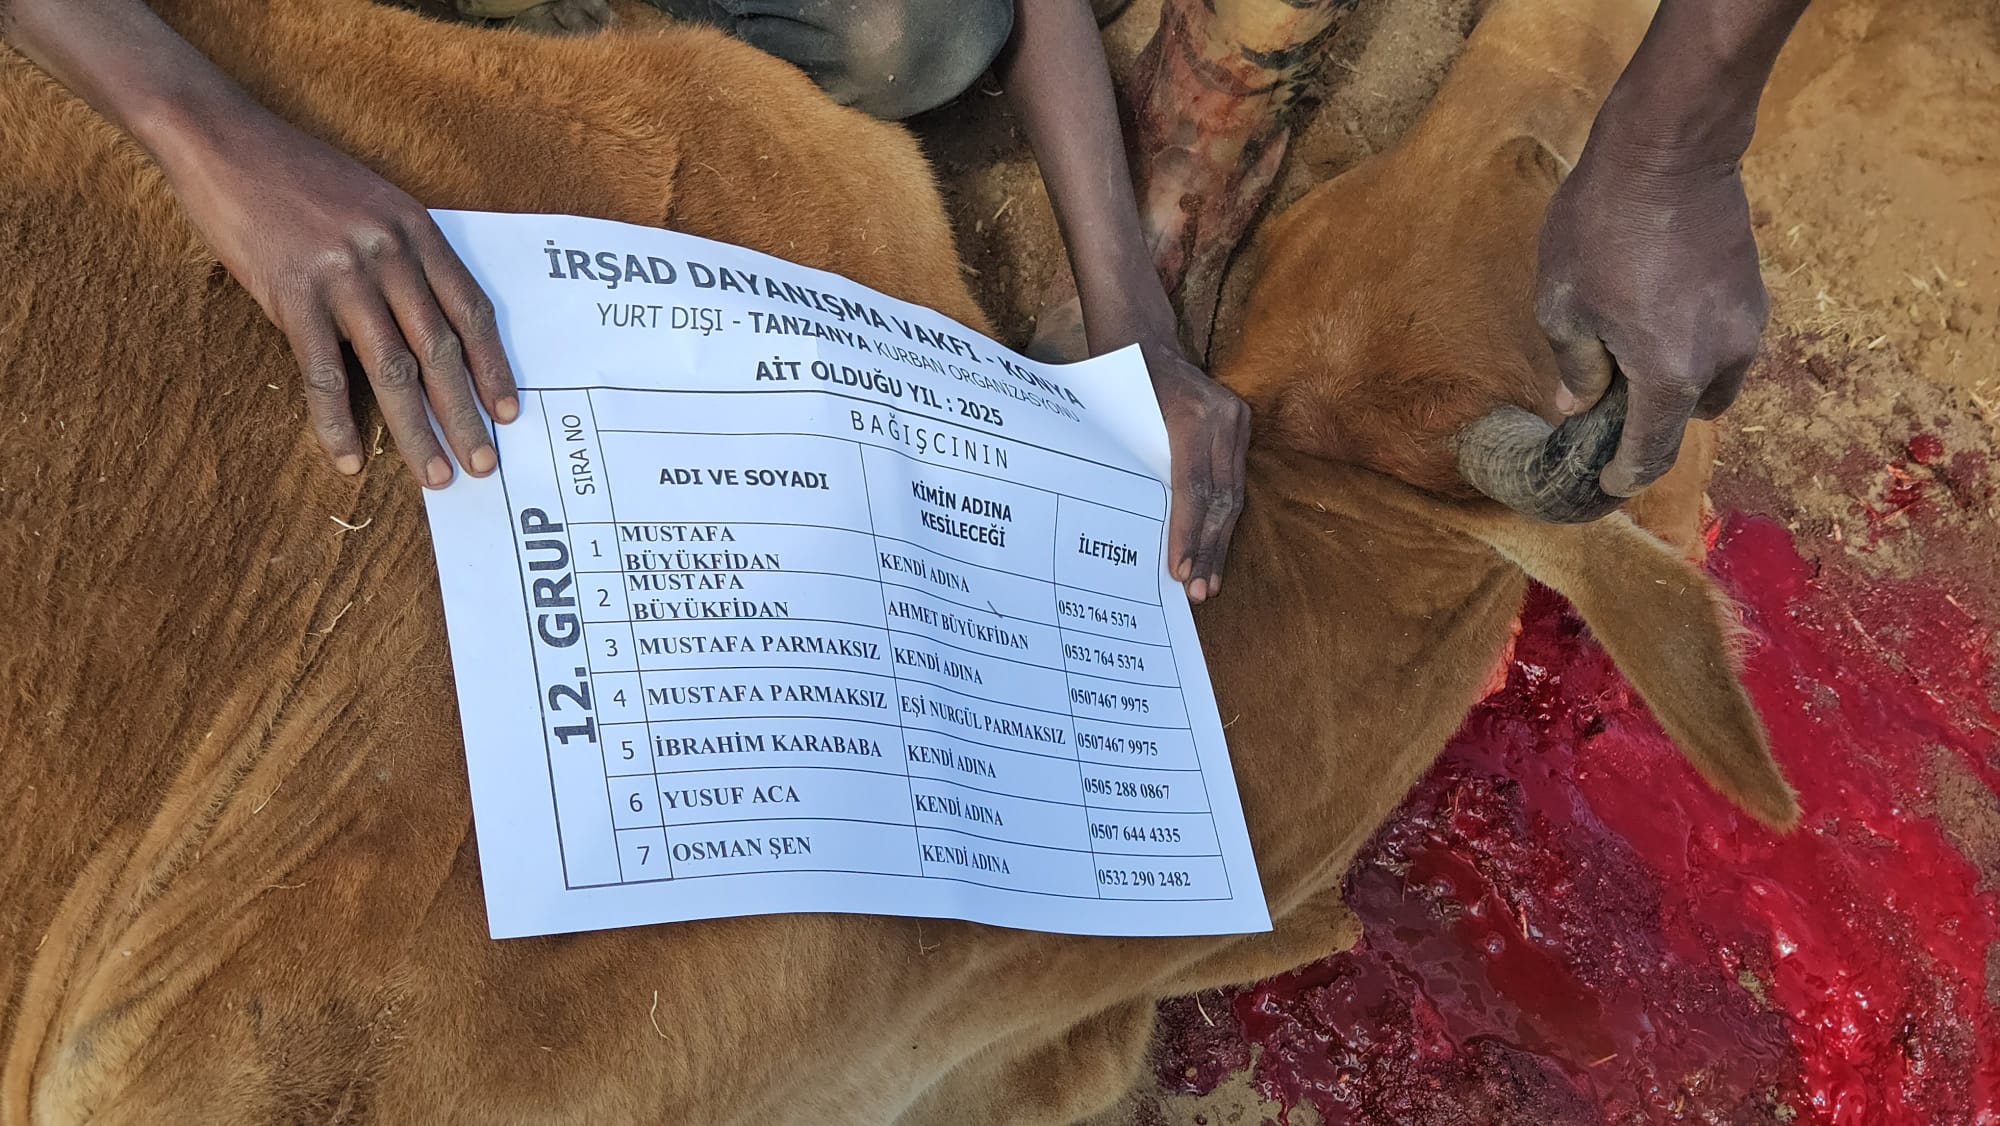 İRŞAD DAYANIŞMA VAKFI - KONYA
YURT DIŞI - TANZANYA KURBAN ORGANİZASYONU
AİT OLDUĞU YIL : 2025
12. GRUP
SIRA NO
BAĞIŞCININ
ADI VE SOYADI
KİMİN ADINA
KESİLECEĞİ
İLETİŞİM
1 MUSTAFA
BÜYÜKFİDAN KENDİ ADINA 0532 764 5374
2 MUSTAFA
BÜYÜKFİDAN AHMET BÜYÜKFİDAN 0532 764 5374
3 MUSTAFA PARMAKSIZ KENDİ ADINA 0507467 9975
4 MUSTAFA PARMAKSIZ EŞİ NURGÜL PARMAKSIZ 0507467 9975
5 İBRAHİM KARABABA KENDİ ADINA 0505 288 0867
6 YUSUF ACA KENDİ ADINA 0507 644 4335
7 OSMAN ŞEN KENDİ ADINA 0532 290 2482